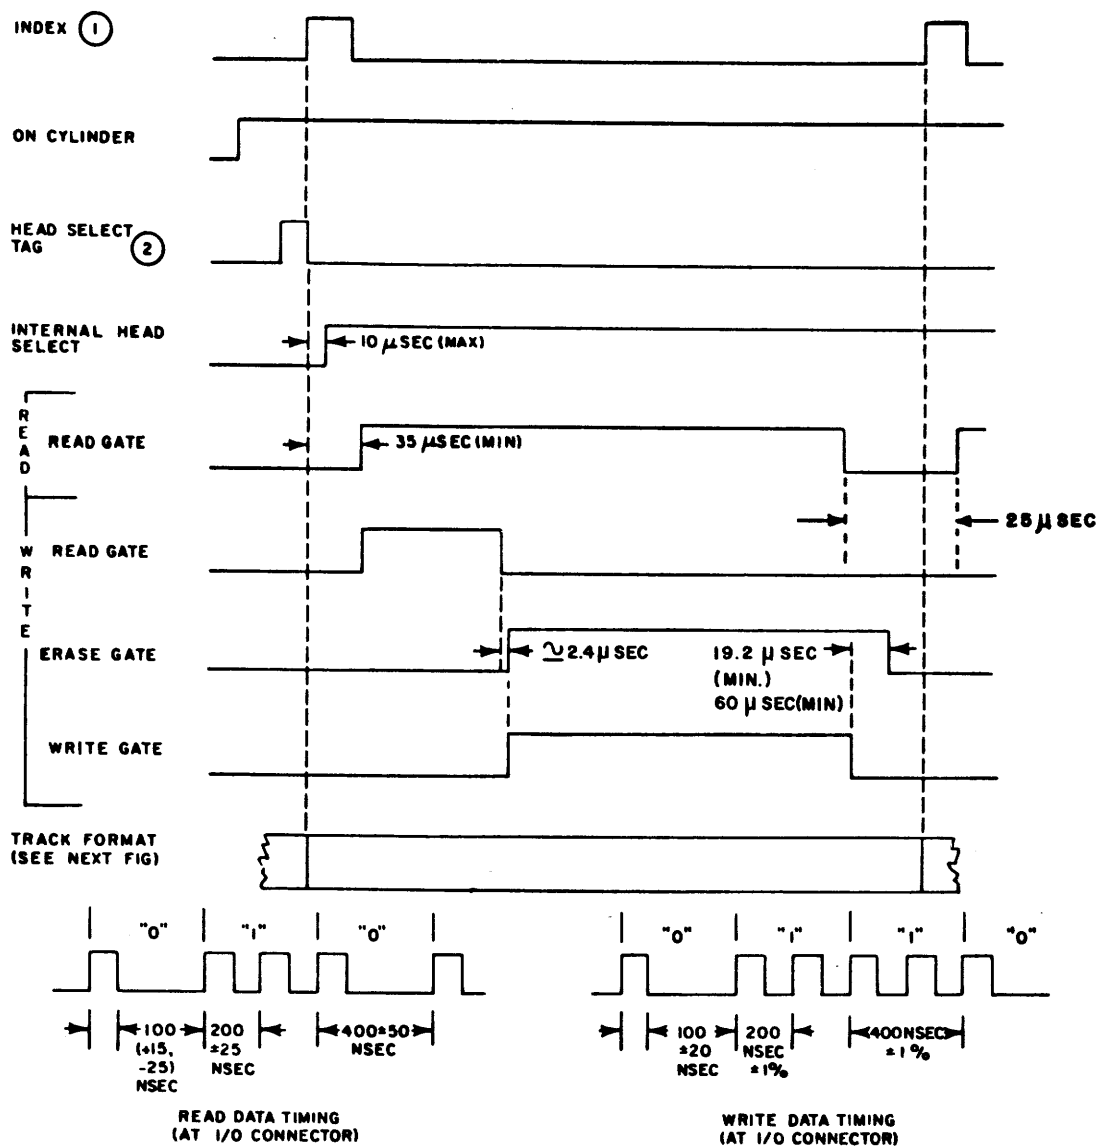 INDEX 1
ON CYLINDER
HEAD SELECT
TAG 2
INTERNAL HEAD
SELECT
10 μSEC (MAX)
READ
READ GATE
35 μSEC (MIN)
25 μSEC
WRITE
READ GATE
ERASE GATE
≃2.4 μSEC
19.2 μSEC
(MIN.)
60 μSEC(MIN)
WRITE GATE
TRACK FORMAT
(SEE NEXT FIG)
"0" "1" "0"
100
(+15,
-25)
NSEC
200
±25
NSEC
400±50
NSEC
READ DATA TIMING
(AT I/O CONNECTOR)
"0" "1" "1" "0"
100
±20
NSEC
200
NSEC
±1%
400NSEC
±1%
WRITE DATA TIMING
(AT I/O CONNECTOR)